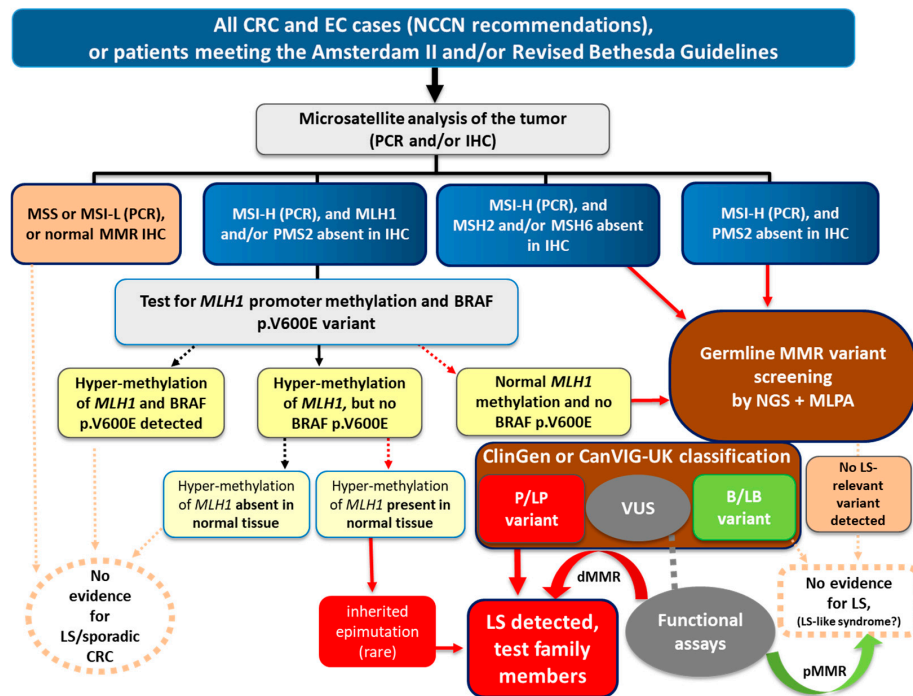 All CRC and EC cases (NCCN recommendations),
or patients meeting the Amsterdam II and/or Revised Bethesda Guidelines
Microsatellite analysis of the tumor
(PCR and/or IHC)
MSS or MSI-L (PCR),
or normal MMR IHC
MSI-H (PCR), and MLH1
and/or PMS2 absent in IHC
MSI-H (PCR), and
MSH2 and/or MSH6 absent
in IHC
MSI-H (PCR), and
PMS2 absent in IHC
Test for MLH1 promoter methylation and BRAF
p.V600E variant
Germline MMR variant
screening
by NGS + MLPA
Hyper-methylation
of MLH1 and BRAF
p.V600E detected
Hyper-methylation
of MLH1, but no
BRAF p.V600E
Normal MLH1
methylation and no
BRAF p.V600E
ClinGen or CanVIG-UK classification
P/LP
variant
VUS
B/LB
variant
No LS-
relevant
variant
detected
Hyper-methylation
of MLH1 absent in
normal tissue
Hyper-methylation
of MLH1 present in
normal tissue
No
evidence
for
LS/sporadic
CRC
inherited
epimutation
(rare)
dMMR
LS detected,
test family
members
Functional
assays
No evidence
for LS,
(LS-like syndrome?)
pMMR